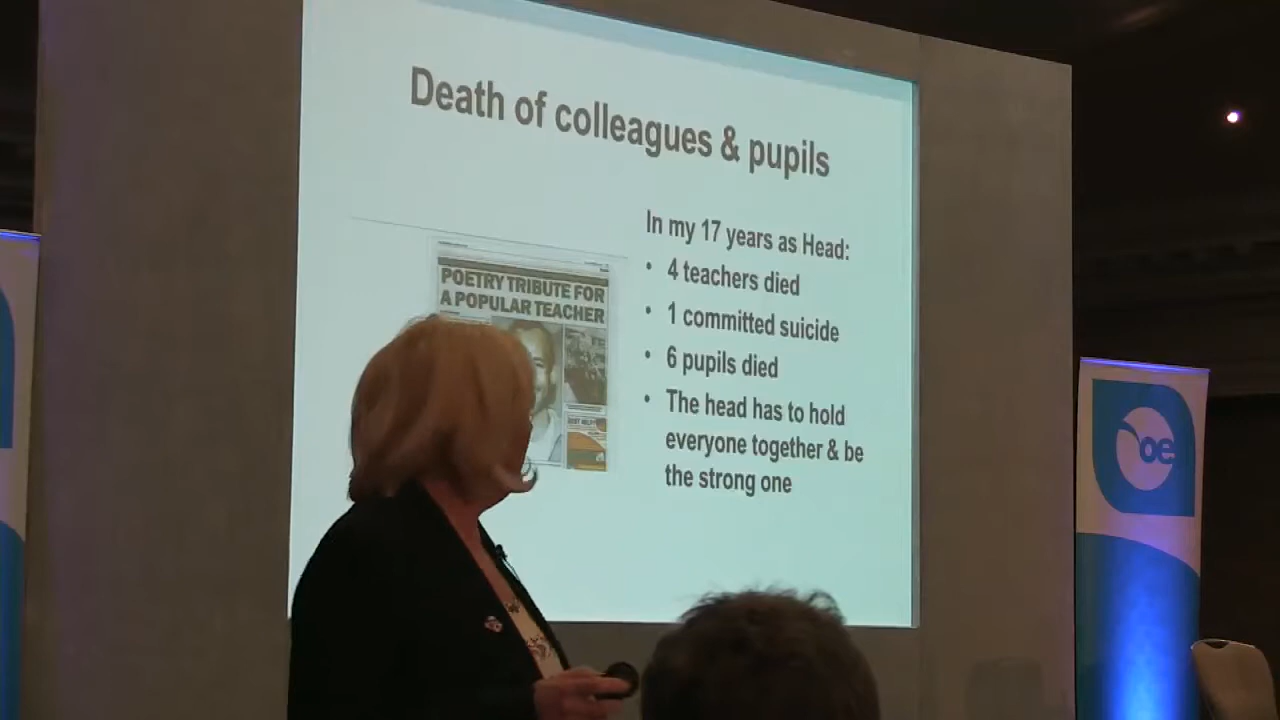 Death of colleagues & pupils
In my 17 years as Head:
• 4 teachers died
• 1 committed suicide
• 6 pupils died
• The head has to hold
everyone together & be
the strong one
POETRY TRIBUTE FOR
A POPULAR TEACHER
oe